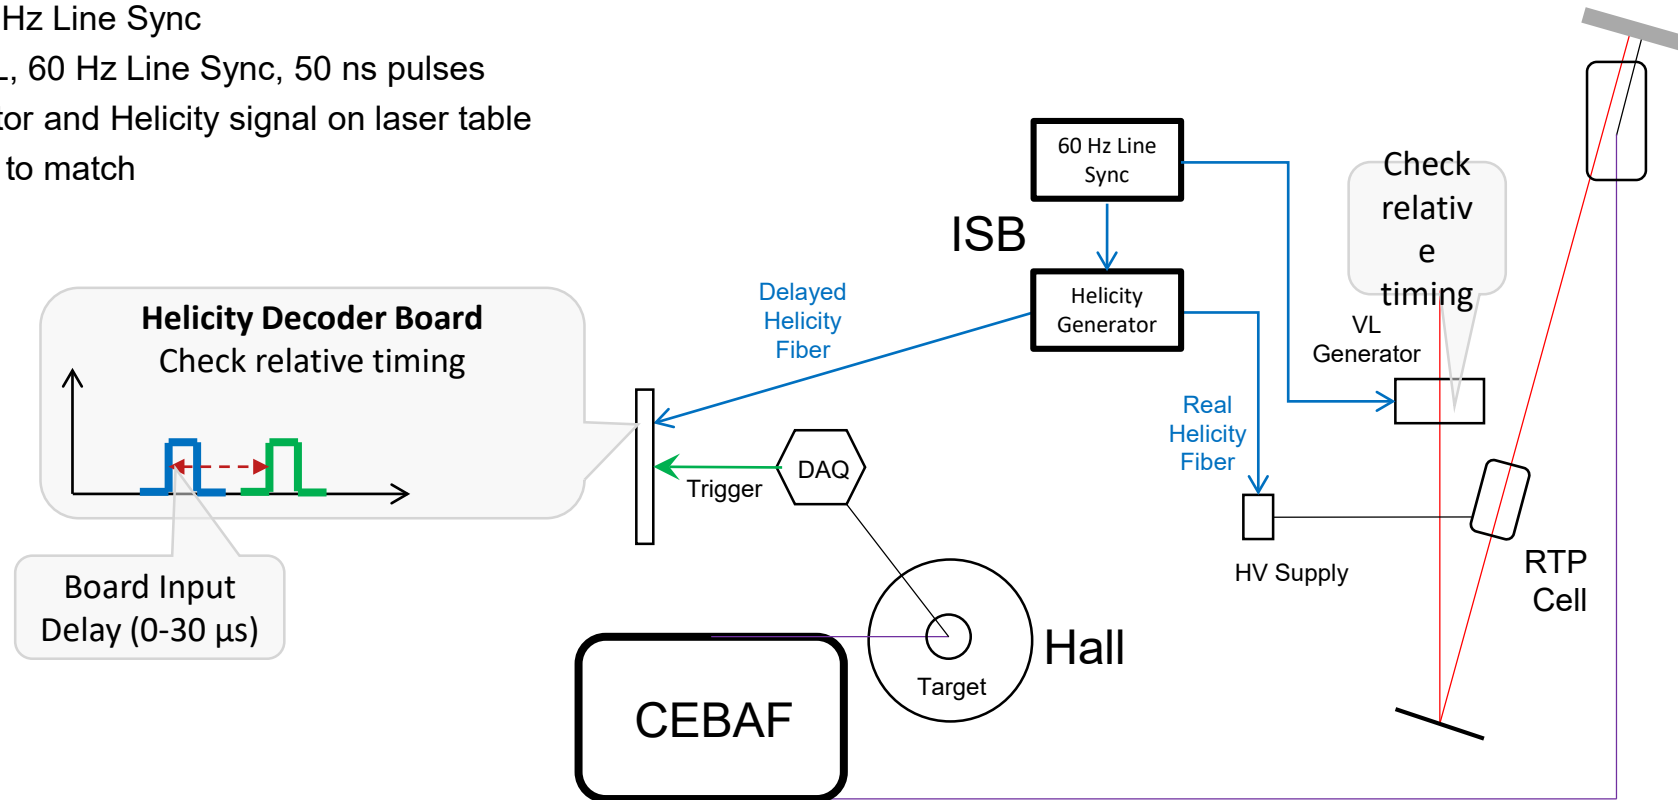 Hz Line Sync
, 60 Hz Line Sync, 50 ns pulses
tor and Helicity signal on laser table
to match
60 Hz Line
Sync
ISB
Helicity
Generator
Delayed
Helicity
Fiber
Helicity Decoder Board
Check relative timing
Board Input
Delay (0-30 µs)
Trigger
DAQ
Real
Helicity
Fiber
HV Supply
Check
relativ
e
timing
VL
Generator
RTP
Cell
Hall
Target
CEBAF